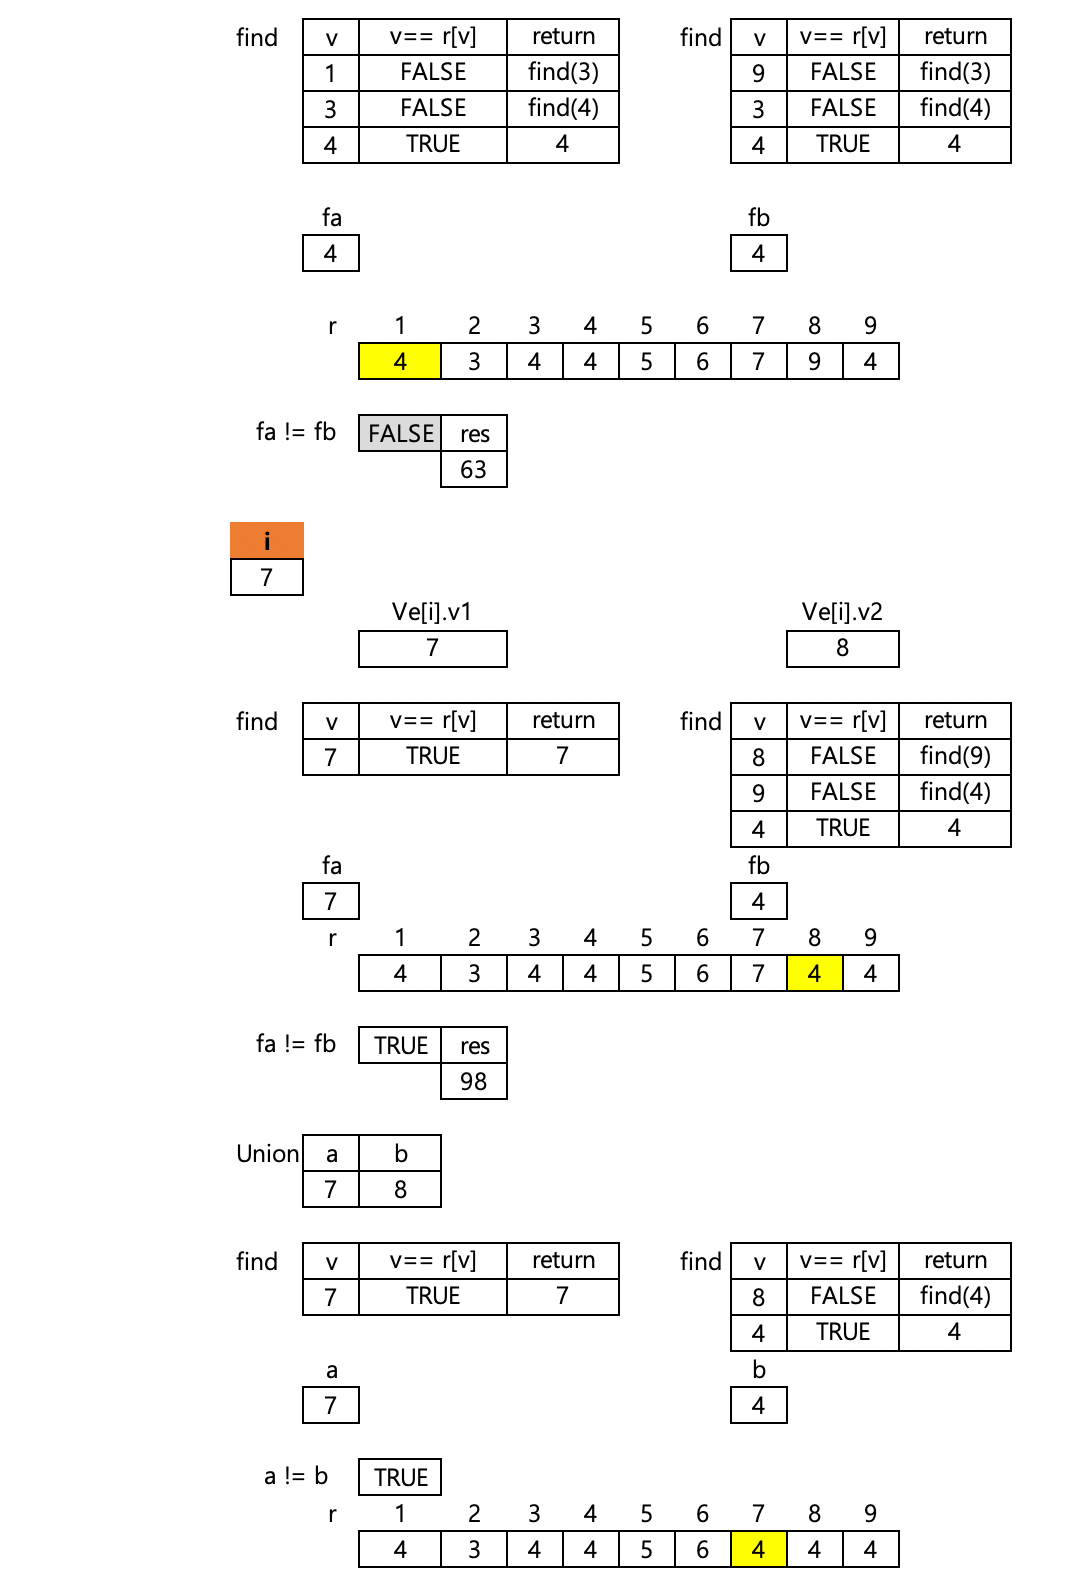 find v v== r[v] return find v v== r[v] return
1 FALSE find(3) 9 FALSE find(3)
3 FALSE find(4) 3 FALSE find(4)
4 TRUE 4 4 TRUE 4
fa fb
4 4
r 1 2 3 4 5 6 7 8 9
4 3 4 4 5 6 7 9 4
fa != fb FALSE res
63
i
7
Ve[i].v1 Ve[i].v2
7 8
find v v== r[v] return find v v== r[v] return
7 TRUE 7 8 FALSE find(9)
9 FALSE find(4)
4 TRUE 4
fa fb
7 4
r 1 2 3 4 5 6 7 8 9
4 3 4 4 5 6 7 4 4
fa != fb TRUE res
98
Union a b
7 8
find v v== r[v] return find v v== r[v] return
7 TRUE 7 8 FALSE find(4)
4 TRUE 4
a b
7 4
a != b TRUE
r 1 2 3 4 5 6 7 8 9
4 3 4 4 5 6 4 4 4